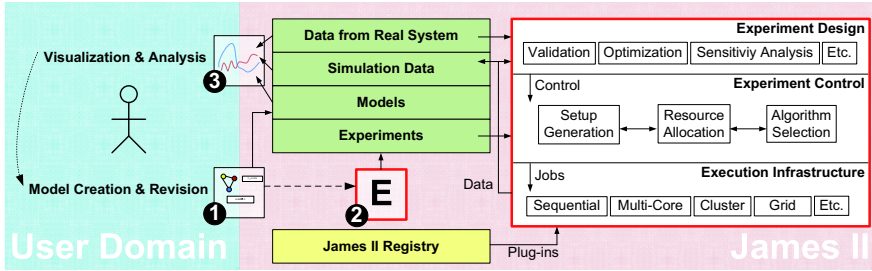 Visualization & Analysis
3
Model Creation & Revision
1
User Domain
Data from Real System
Simulation Data
Models
Experiments
E
2
James II Registry
Data
Plug-ins
Experiment Design
Validation
Optimization
Sensitiviy Analysis
Etc.
Control
Experiment Control
Setup
Generation
Resource
Allocation
Algorithm
Selection
Jobs
Execution Infrastructure
Sequential
Multi-Core
Cluster
Grid
Etc.
James II